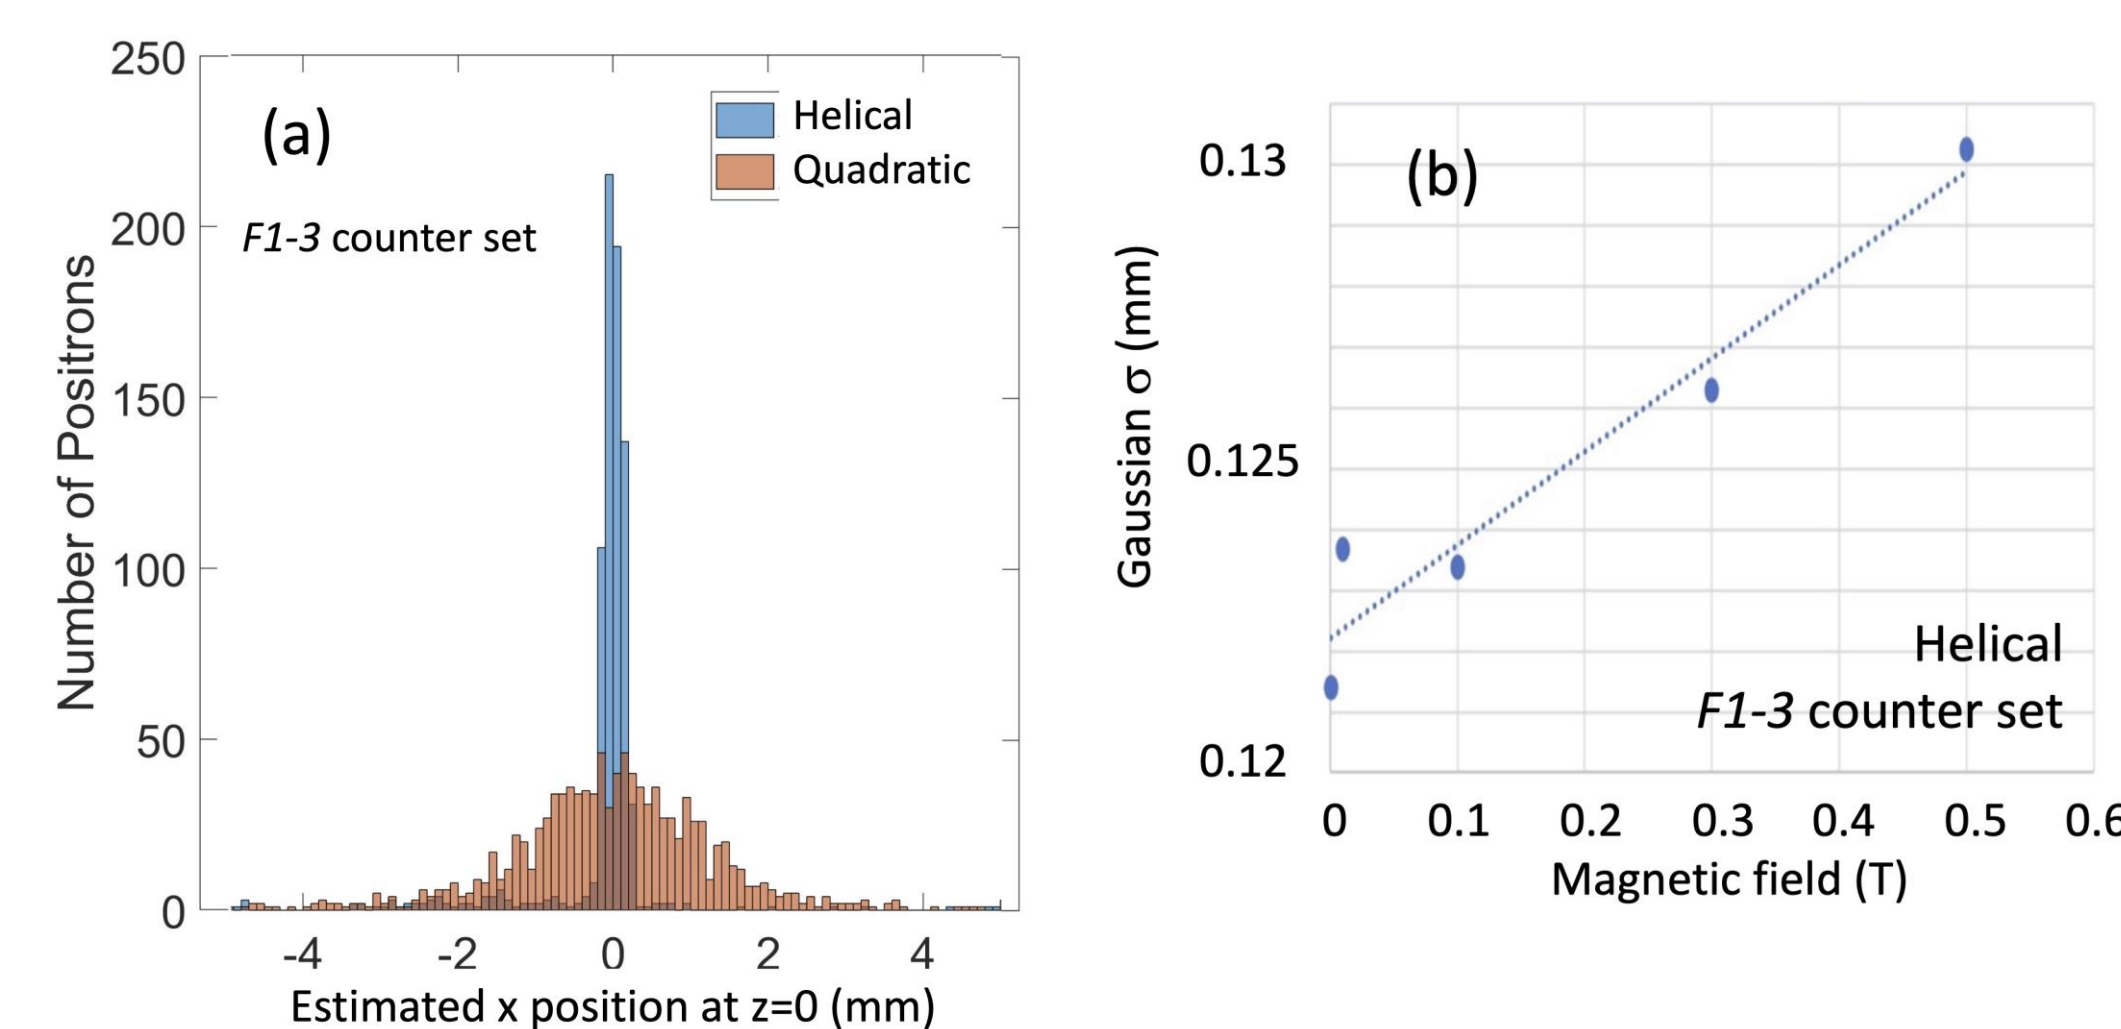 250
200
150
100
50
0
Number of Positrons
(a)
F1-3 counter set
Helical
Quadratic
-4 -2 0 2 4
Estimated x position at z=0 (mm)
0.13
0.125
0.12
Gaussian σ (mm)
(b)
Helical
F1-3 counter set
0 0.1 0.2 0.3 0.4 0.5 0.6
Magnetic field (T)